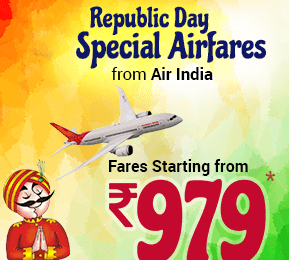 Republic Day
Special Airfares
from Air India
Fares Starting from
₹979*